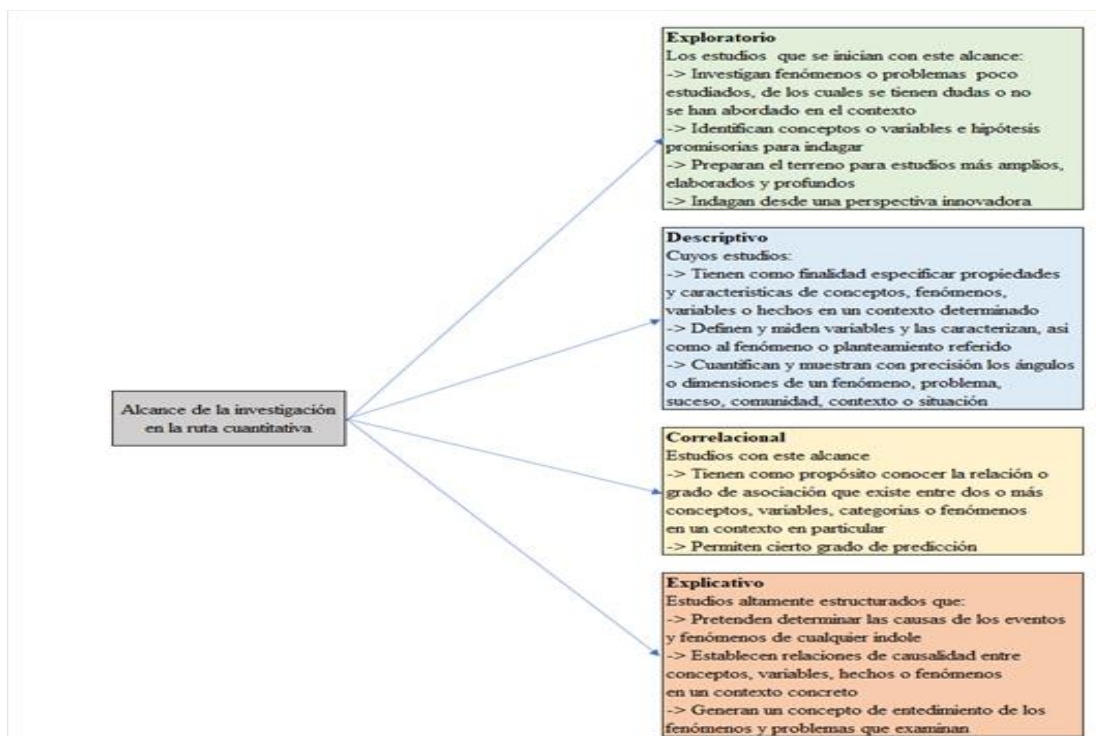 Alcance de la investigación
en la ruta cuantitativa
Exploratorio
Los estudios que se inician con este alcance:
-> Investigan fenómenos o problemas poco
estudiados, de los cuales se tienen dudas o no
se han abordado en el contexto
-> Identifican conceptos o variables e hipótesis
promisorias para indagar
-> Preparan el terreno para estudios más amplios,
elaborados y profundos
-> Indagan desde una perspectiva innovadora
Descriptivo
Cuyos estudios:
-> Tienen como finalidad especificar propiedades
y características de conceptos, fenómenos,
variables o hechos en un contexto determinado
-> Definen y miden variables y las caracterizan, asi
como al fenómeno o planteamiento referido
-> Cuantifican y muestran con precisión los ángulos
o dimensiones de un fenómeno, problema,
suceso, comunidad, contexto o situación
Correlacional
Estudios con este alcance
-> Tienen como propósito conocer la relación o
grado de asociación que existe entre dos o más
conceptos, variables, categorías o fenómenos
en un contexto en particular
-> Permiten cierto grado de predicción
Explicativo
Estudios altamente estructurados que:
-> Pretenden determinar las causas de los eventos
y fenómenos de cualquier índole
-> Establecen relaciones de causalidad entre
conceptos, variables, hechos o fenómenos
en un contexto concreto
-> Generan un concepto de entedimiento de los
fenómenos y problemas que examinan